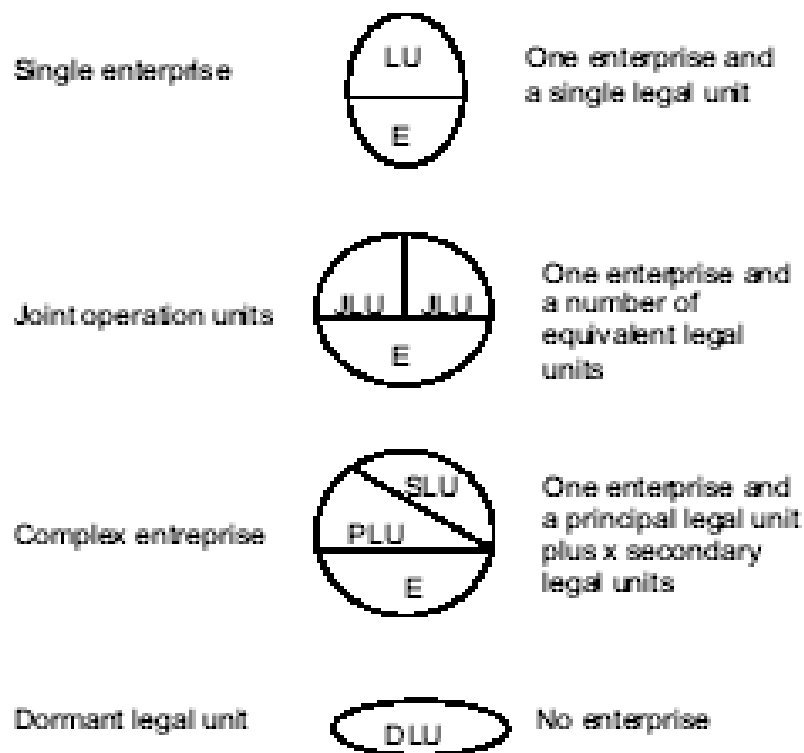 Single enterprise
LU
E
One enterprise and
a single legal unit
Joint operation units
JLU JLU
E
One enterprise and
a number of
equivalent legal
units
Complex entreprise
SLU
PLU
E
One enterprise and
a principal legal unit
plus x secondary
legal units
Dormant legal unit
DLU
No enterprise